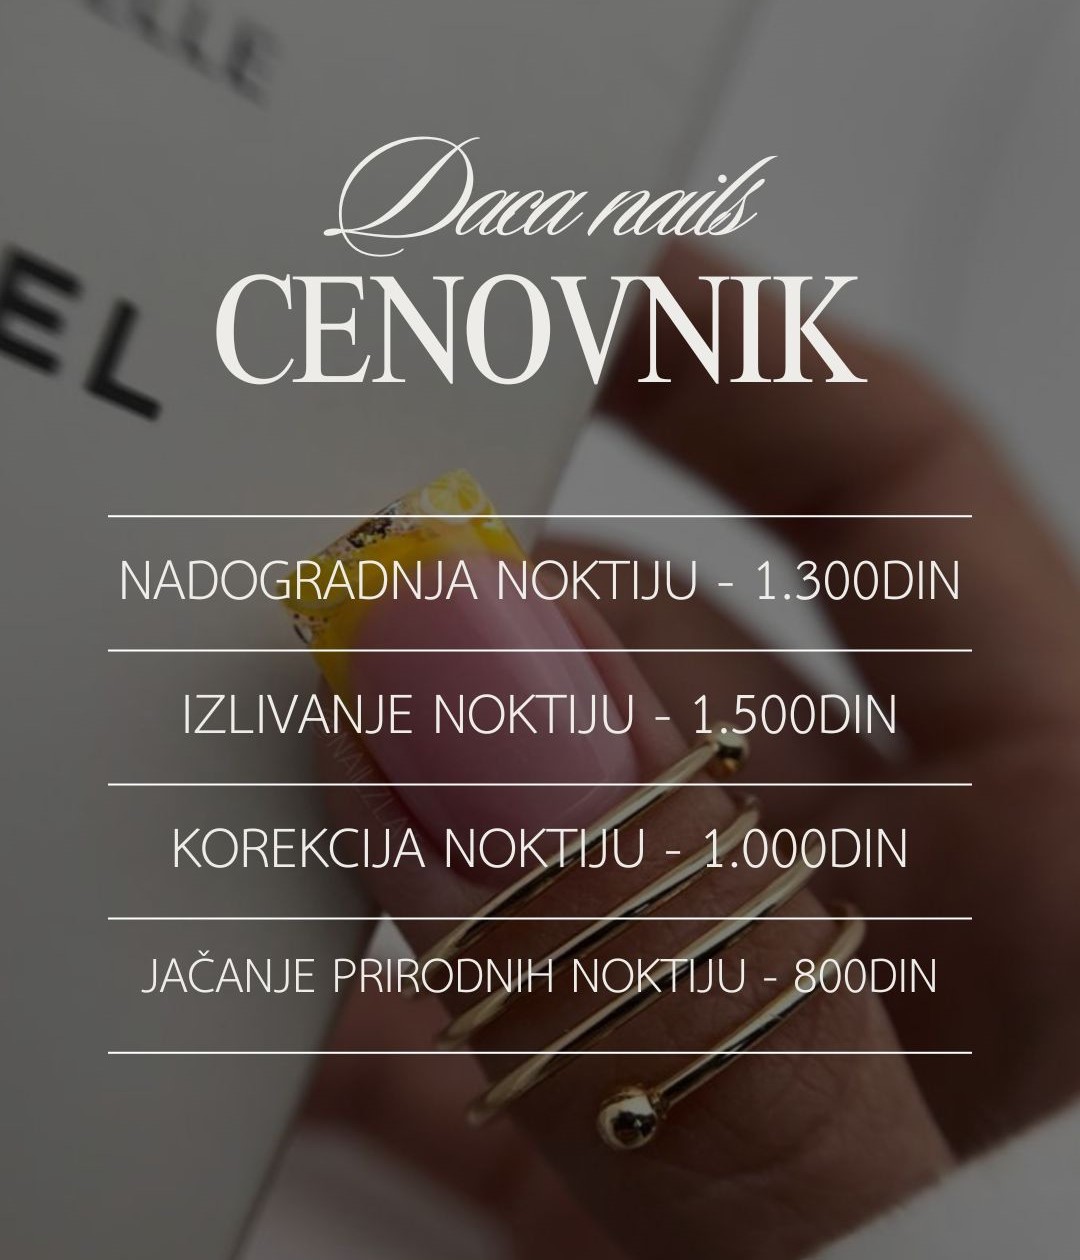 Daca nails
CENOVNIK
EL
NADOGRADNJA NOKTIJU - 1.300DIN
IZLIVANJE NOKTIJU - 1.500DIN
KOREKCIJA NOKTIJU - 1.000DIN
JAČANJE PRIRODNIH NOKTIJU - 800DIN